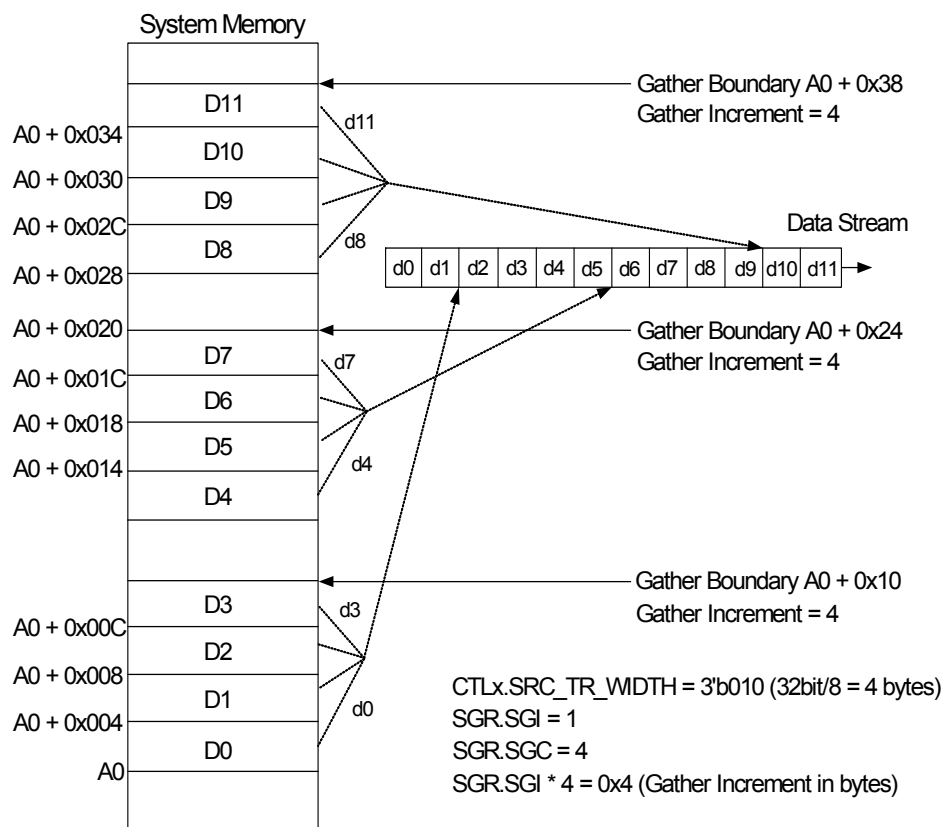 System Memory
Gather Boundary A0 + 0x38
Gather Increment = 4
D11
d11
A0 + 0x034
D10
A0 + 0x030
D9
A0 + 0x02C
D8
d8
A0 + 0x028
Data Stream
d0 d1 d2 d3 d4 d5 d6 d7 d8 d9 d10 d11
A0 + 0x020
Gather Boundary A0 + 0x24
Gather Increment = 4
D7
d7
A0 + 0x01C
D6
A0 + 0x018
D5
A0 + 0x014
d4
D4
Gather Boundary A0 + 0x10
Gather Increment = 4
D3
d3
A0 + 0x00C
D2
A0 + 0x008
D1
d0
A0 + 0x004
D0
A0
CTLx.SRC_TR_WIDTH = 3'b010 (32bit/8 = 4 bytes)
SGR.SGI = 1
SGR.SGC = 4
SGR.SGI * 4 = 0x4 (Gather Increment in bytes)